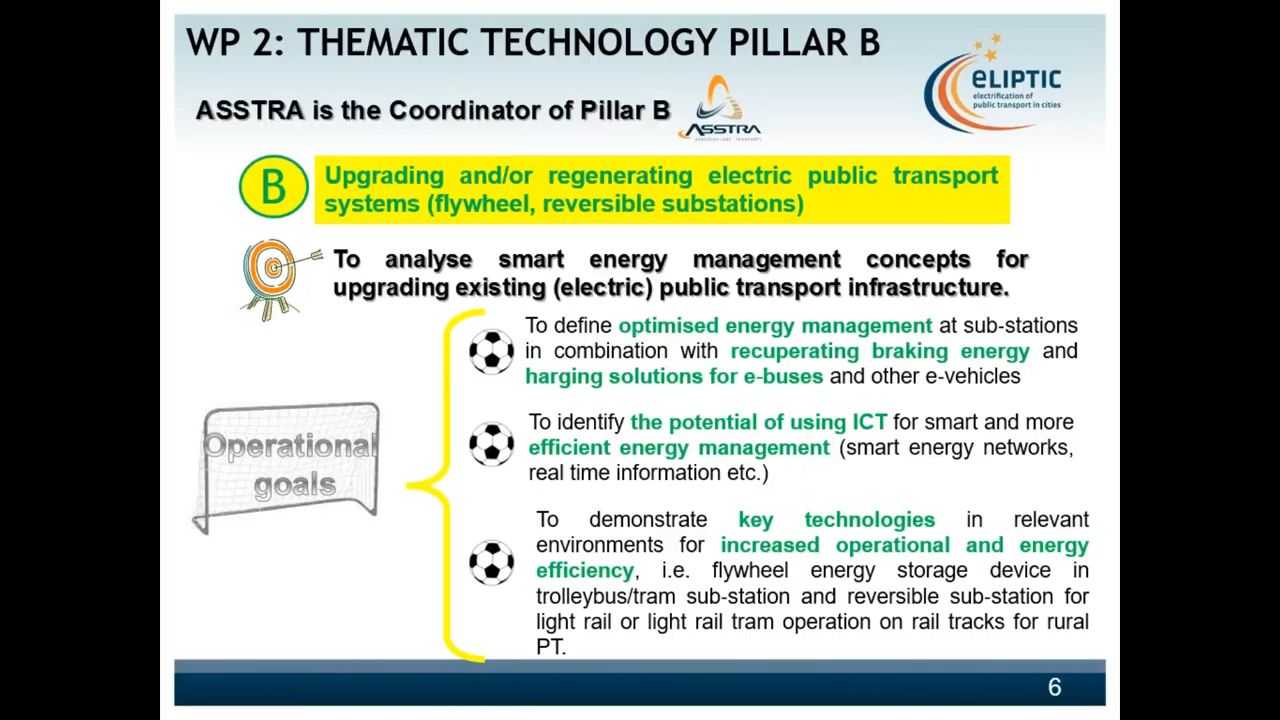 WP 2: THEMATIC TECHNOLOGY PILLAR B
eLIPTIC
electrification of
public transport in cities
ASSTRA is the Coordinator of Pillar B
ASSTRA
B
Upgrading and/or regenerating electric public transport
systems (flywheel, reversible substations)
To analyse smart energy management concepts for
upgrading existing (electric) public transport infrastructure.
Operational
goals
To define optimised energy management at sub-stations
in combination with recuperating braking energy and
harging solutions for e-buses and other e-vehicles
To identify the potential of using ICT for smart and more
efficient energy management (smart energy networks,
real time information etc.)
To demonstrate key technologies in relevant
environments for increased operational and energy
efficiency, i.e. flywheel energy storage device in
trolleybus/tram sub-station and reversible sub-station for
light rail or light rail tram operation on rail tracks for rural
PT.
6